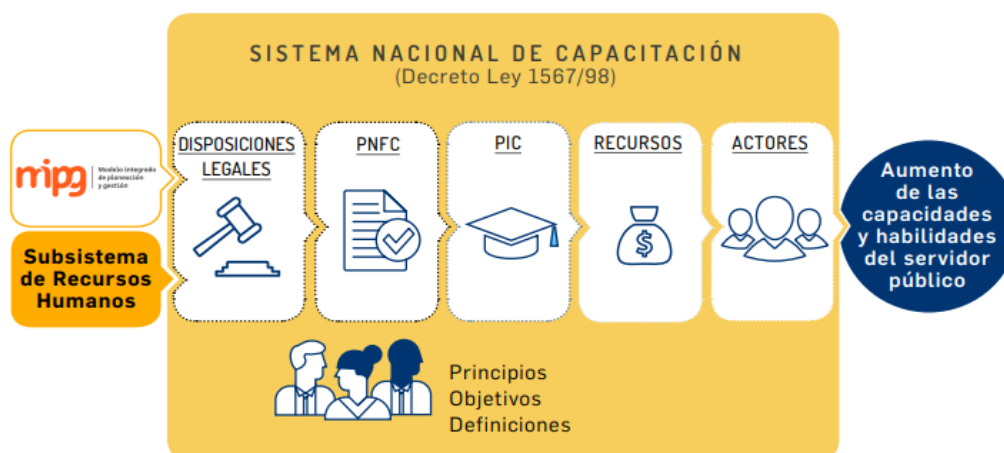 SISTEMA NACIONAL DE CAPACITACIÓN
(Decreto Ley 1567/98)
mipg
Modelo integrado
de planeación
y gestión
Subsistema
de Recursos
Humanos
DISPOSICIONES
LEGALES
PNFC
PIC
RECURSOS
$
ACTORES
Aumento
de las
capacidades
y habilidades
del servidor
público
Principios
Objetivos
Definiciones